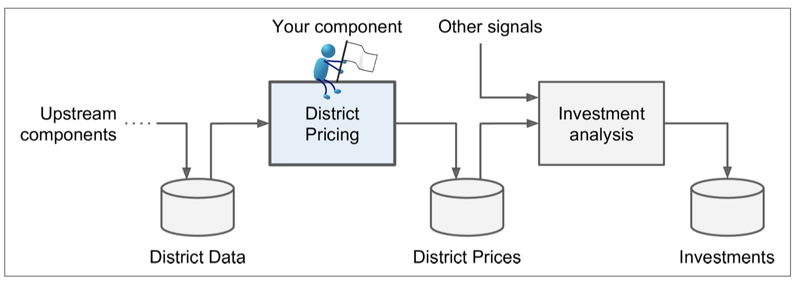 Your component
Other signals
Upstream
components
District
Pricing
Investment
analysis
District Data
District Prices
Investments